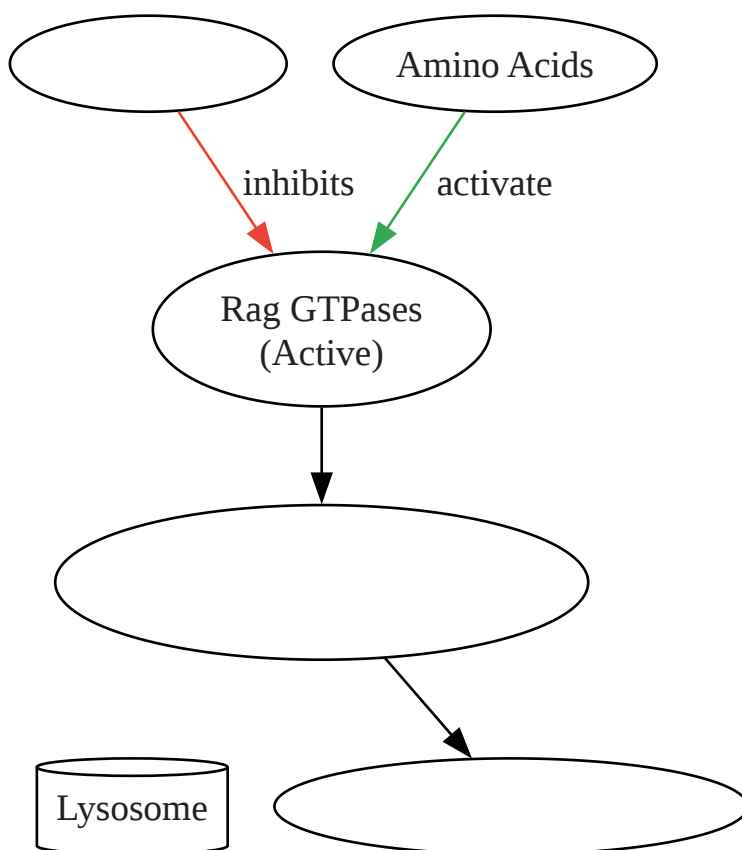 Amino Acids
inhibits
activate
Rag GTPases
(Active)
Lysosome